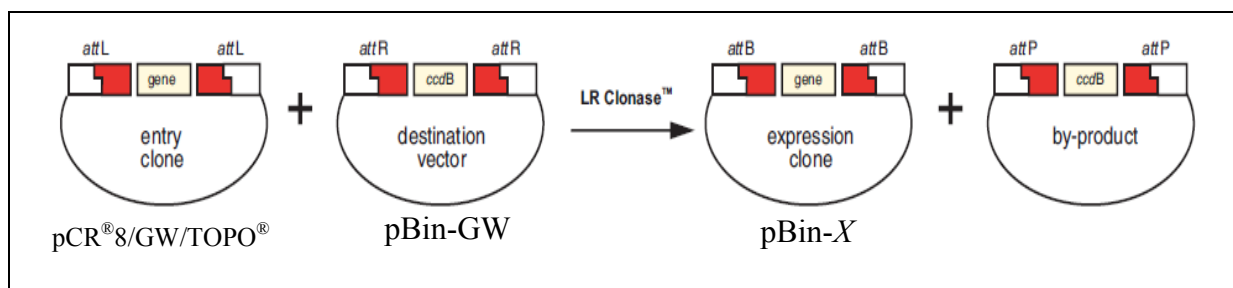 attL attL attR attR attB attB attP attP
gene ccdB gene ccdB
+ LR Clonase™ +
entry clone destination vector expression clone by-product
pCR®8/GW/TOPO® pBin-GW pBin-X